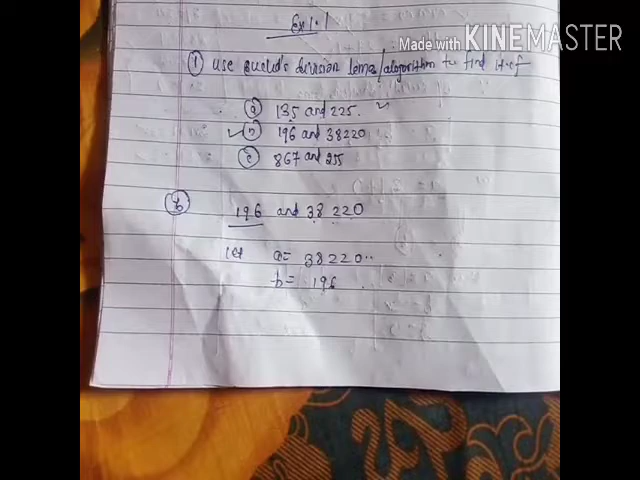 Made with KINEMASTER
Ex 1.1
① Use Euclid's division lema/algorithm to find H.c.f
ⓐ 135 and 225.
ⓑ 196 and 38220
ⓒ 867 and 255
ⓑ
196 and 38220
let a= 38220..
b= 196